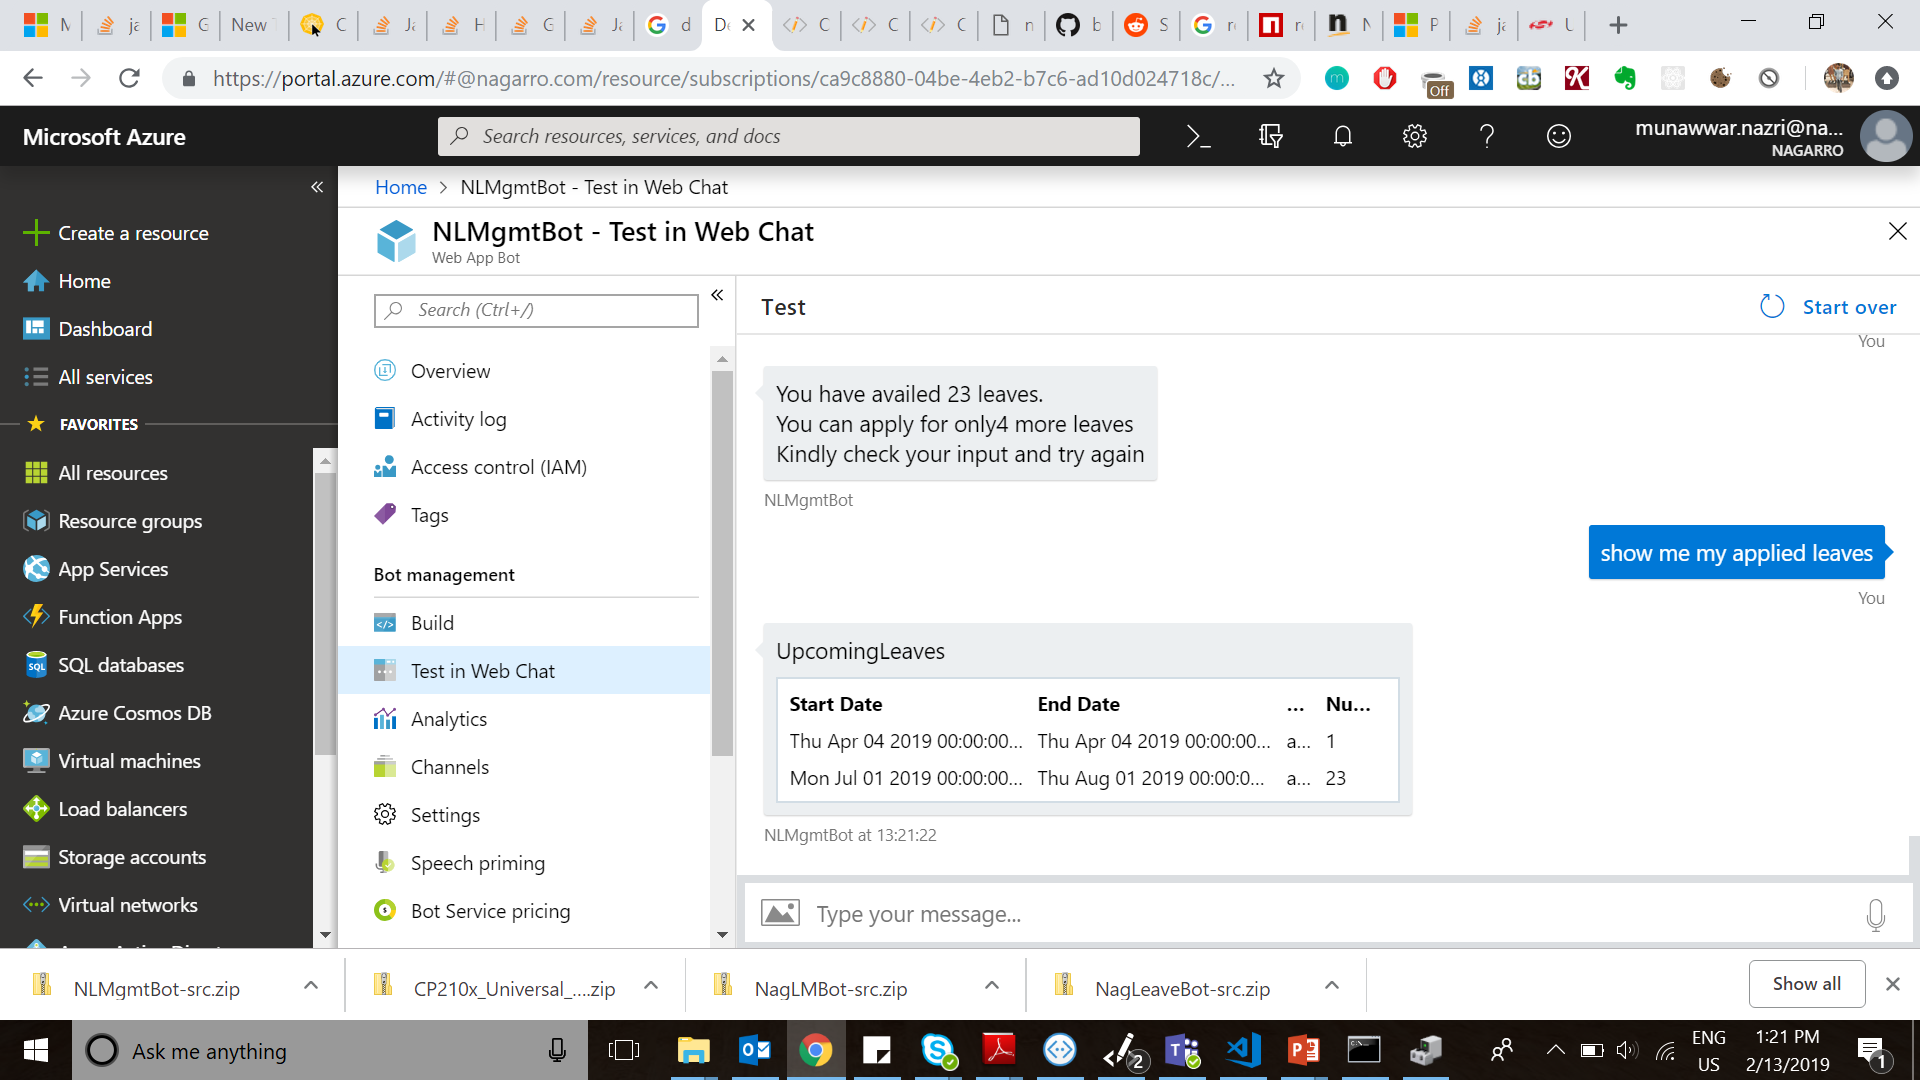 M
ja
G
New T
C
Ja
H
G
Ja
d
De
C
C
C
n
b
S
re
re
N
P
ja
U
https://portal.azure.com/#@nagarro.com/resource/subscriptions/ca9c8880-04be-4eb2-b7c6-ad10d024718c/...
Off
Microsoft Azure
Search resources, services, and docs
munawwar.nazri@na...
NAGARRO
Home > NLMgmtBot - Test in Web Chat
NLMgmtBot - Test in Web Chat
Web App Bot
Create a resource
Home
Dashboard
All services
FAVORITES
All resources
Resource groups
App Services
Function Apps
SQL databases
Azure Cosmos DB
Virtual machines
Load balancers
Storage accounts
Virtual networks
Search (Ctrl+/)
Overview
Activity log
Access control (IAM)
Tags
Bot management
Build
Test in Web Chat
Analytics
Channels
Settings
Speech priming
Bot Service pricing
Test
Start over
You
You have availed 23 leaves.
You can apply for only4 more leaves
Kindly check your input and try again
NLMgmtBot
show me my applied leaves
You
UpcomingLeaves
Start Date End Date ... Nu...
Thu Apr 04 2019 00:00:00... Thu Apr 04 2019 00:00:00... a... 1
Mon Jul 01 2019 00:00:00... Thu Aug 01 2019 00:00:0... a... 23
NLMgmtBot at 13:21:22
Type your message...
NLMgmtBot-src.zip
CP210x_Universal_....zip
NagLMBot-src.zip
NagLeaveBot-src.zip
Show all
Ask me anything
2
ENG
US
1:21 PM
2/13/2019
1